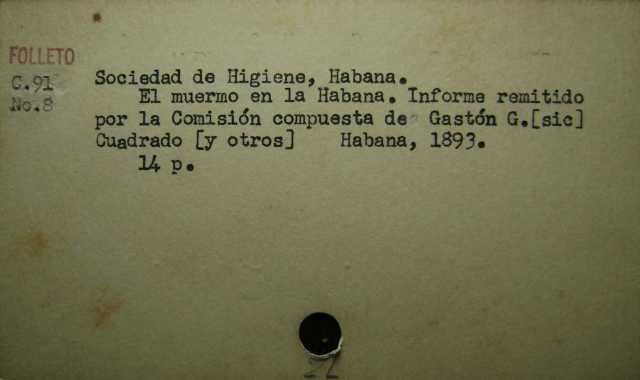 FOLLETO
C.91
No.8
Sociedad de Higiene, Habana.
El muermo en la Habana. Informe remitido
por la Comisión compuesta de Gastón G.[sic]
Cuadrado [y otros] Habana, 1893.
14 p.